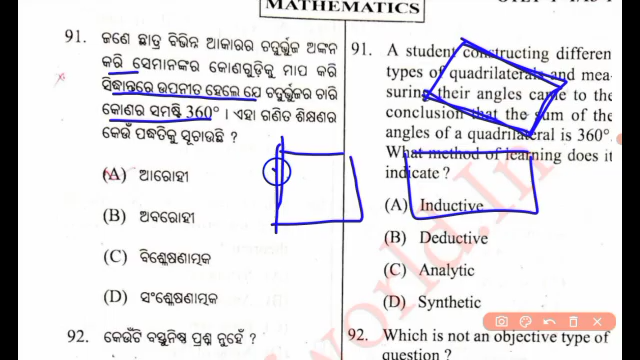 MATHEMATICS
91. ଜଣେ ଛାତ୍ର ବିଭିନ୍ନ ଆକାରର ଚତୁର୍ଭୁଜ ଅଙ୍କନ
କରି ସେମାନଙ୍କର କୋଣଗୁଡ଼ିକୁ ମାପ କରି
ସିଦ୍ଧାନ୍ତରେ ଉପନୀତ ହେଲେ ଯେ ଚତୁର୍ଭୁଜର ଚାରି
କୋଣର ସମଷ୍ଟି 360° । ଏହା ଗଣିତ ଶିକ୍ଷଣର
କେଉଁ ପଦ୍ଧତିକୁ ସୂଚାଉଛି ?
(A) ଆରୋହୀ
(B) ଅବରୋହୀ
(C) ବିଶ୍ଳେଷଣାତ୍ମକ
(D) ସଂଶ୍ଳେଷଣାତ୍ମକ
92. କେଉଁଟି ବସ୍ତୁନିଷ୍ଠ ପ୍ରଶ୍ନ ନୁହେଁ ?
91. A student constructing differen
types of quadrilaterals and mea-
suring their angles came to the
conclusion that the sum of the
angles of a quadrilateral is 360°.
What method of learning does it
indicate ?
(A) Inductive
(B) Deductive
(C) Analytic
(D) Synthetic
92. Which is not an objective type of
question ?